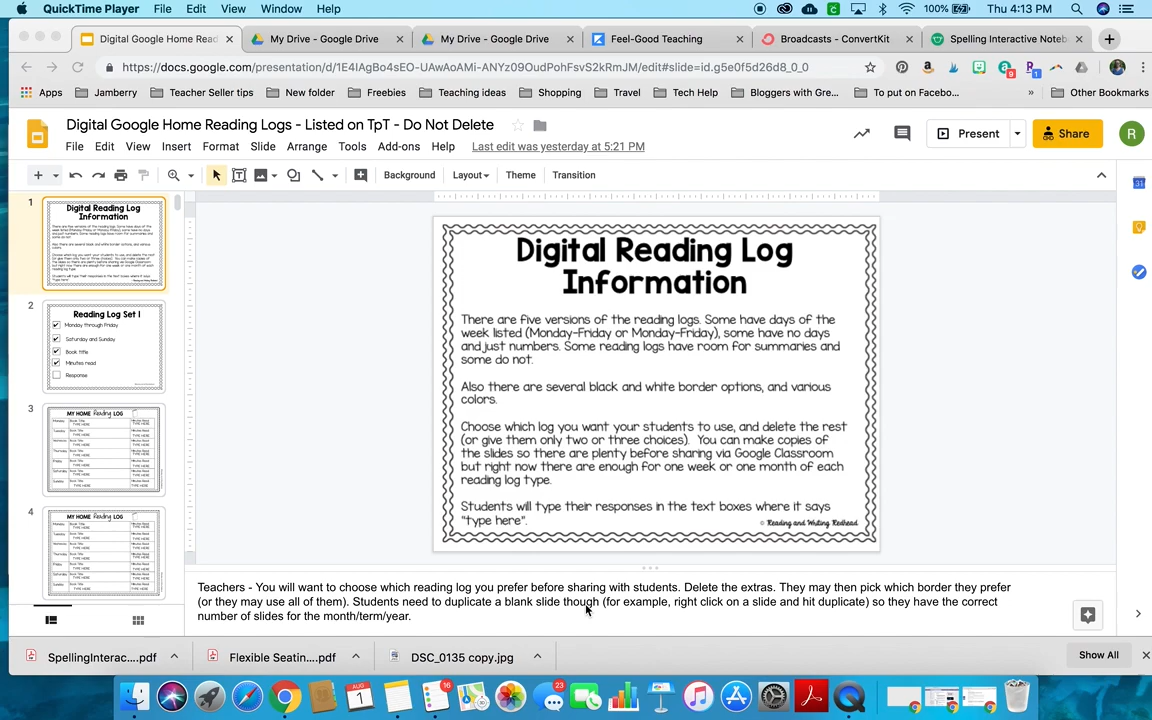 QuickTime Player File Edit View Window Help 100% Thu 4:13 PM
Digital Google Home Read My Drive - Google Drive My Drive - Google Drive Feel-Good Teaching Broadcasts - ConvertKit Spelling Interactive Noteb
https://docs.google.com/presentation/d/1E4IAgBo4sEO-UAwAoAMi-ANYz09OudPohFsvS2kRmJM/edit#slide=id.g5e0f5d26d8_0_0
Apps Jamberry Teacher Seller tips New folder Freebies Teaching ideas Shopping Travel Tech Help Bloggers with Gre... To put on Facebo... » Other Bookmarks
Digital Google Home Reading Logs - Listed on TpT - Do Not Delete
Present Share R
File Edit View Insert Format Slide Arrange Tools Add-ons Help Last edit was yesterday at 5:21 PM
Background Layout Theme Transition
1
Digital Reading Log
Information
2
Reading Log Set 1
Monday through Friday
Saturday and Sunday
Book title
Minutes read
Response
3
MY HOME Reading LOG
4
MY HOME Reading LOG
Digital Reading Log
Information
There are five versions of the reading logs. Some have days of the
week listed (Monday-Friday or Monday-Friday), some have no days
and just numbers. Some reading logs have room for summaries and
some do not.
Also there are several black and white border options, and various
colors.
Choose which log you want your students to use, and delete the rest
(or give them only two or three choices). You can make copies of
the slides so there are plenty before sharing via Google Classroom
but right now there are enough for one week or one month of each
reading log type.
Students will type their responses in the text boxes where it says
"type here".
© Reading and Writing Redhead
Teachers - You will want to choose which reading log you prefer before sharing with students. Delete the extras. They may then pick which border they prefer
(or they may use all of them). Students need to duplicate a blank slide though (for example, right click on a slide and hit duplicate) so they have the correct
number of slides for the month/term/year.
SpellingInterac....pdf Flexible Seatin....pdf DSC_0135 copy.jpg Show All
AUG 1 16 23